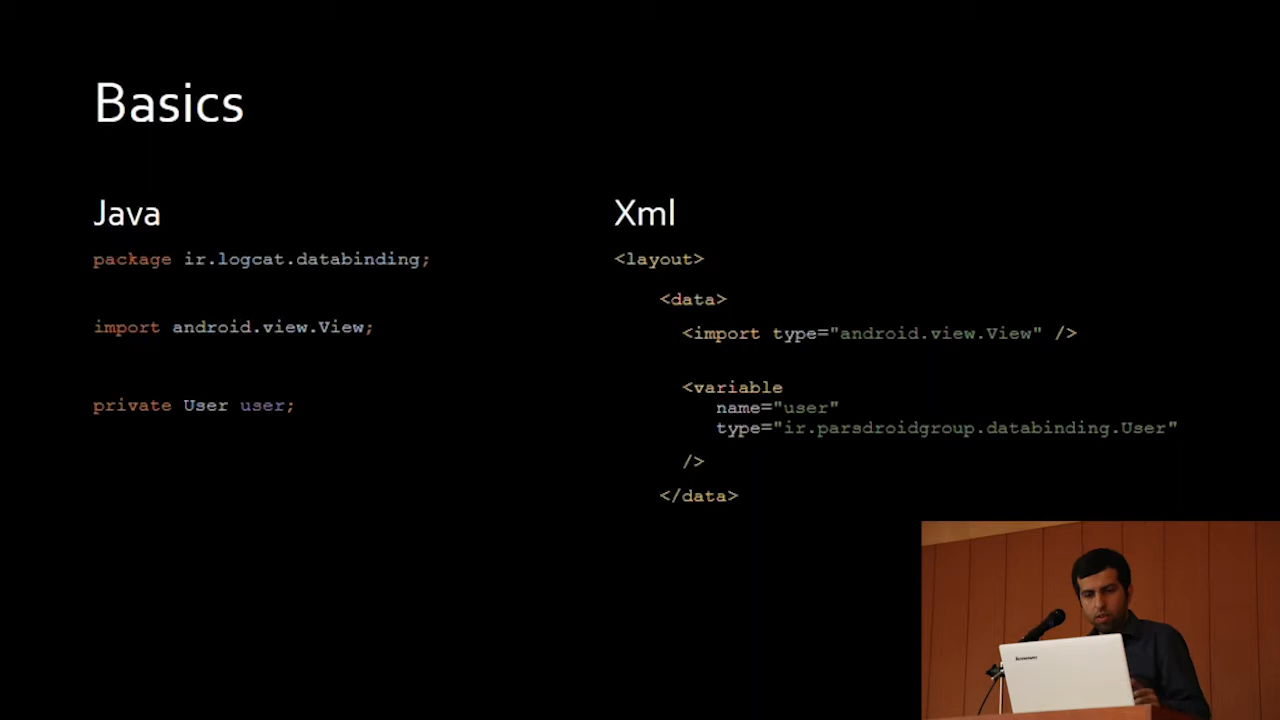 Basics
Java
package ir.logcat.databinding;
import android.view.View;
private User user;
Xml
<layout>
<data>
<import type="android.view.View" />
<variable
name="user"
type="ir.parsdroidgroup.databinding.User"
/>
</data>
Lenovo